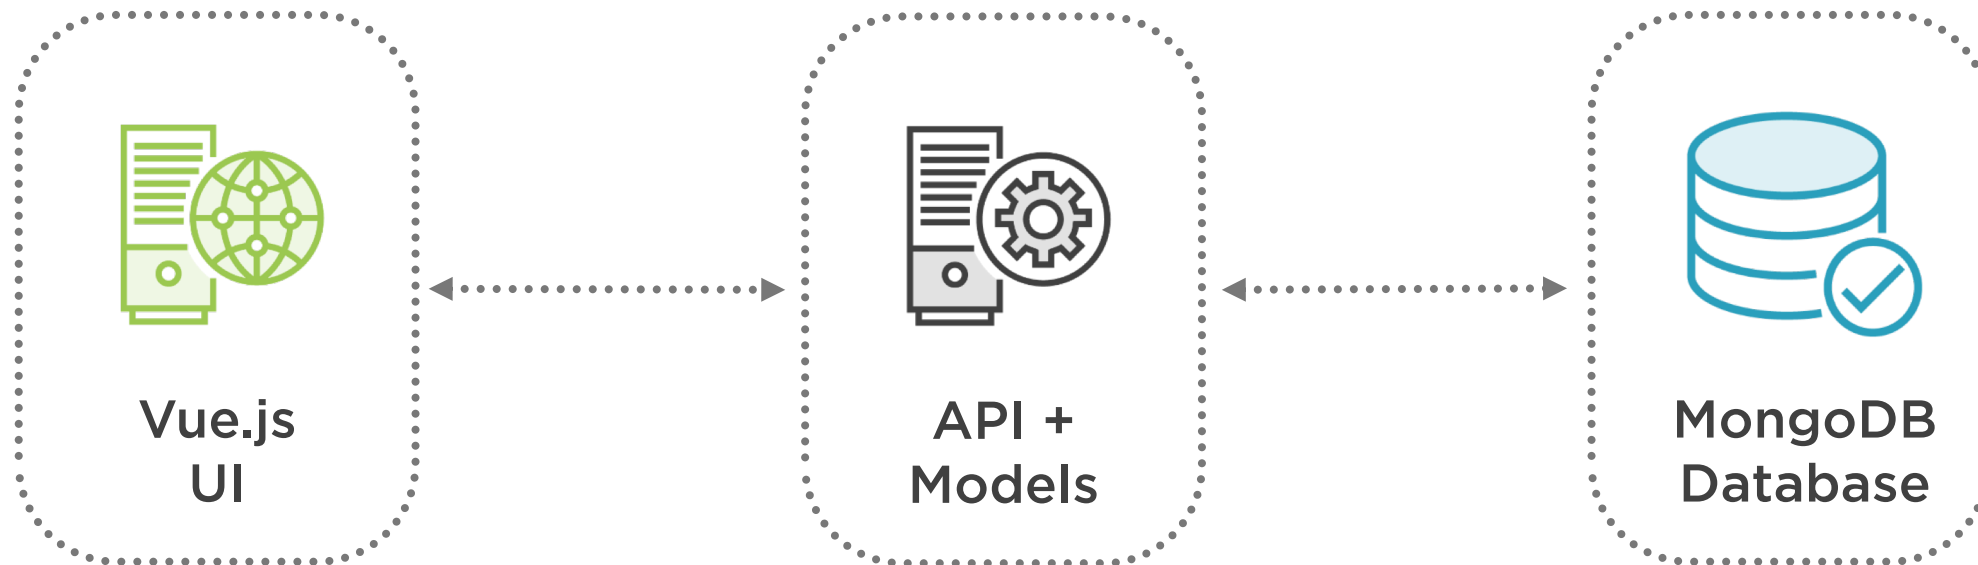 Vue.js
UI
API +
Models
MongoDB
Database